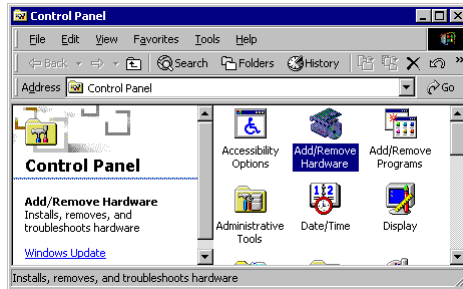 Control Panel
File Edit View Favorites Tools Help
Back Search Folders History
Address Control Panel Go
Control Panel
Add/Remove Hardware
Installs, removes, and
troubleshoots hardware
Windows Update
Accessibility Options
Add/Remove Hardware
Add/Remove Programs
Administrative Tools
Date/Time
Display
Installs, removes, and troubleshoots hardware